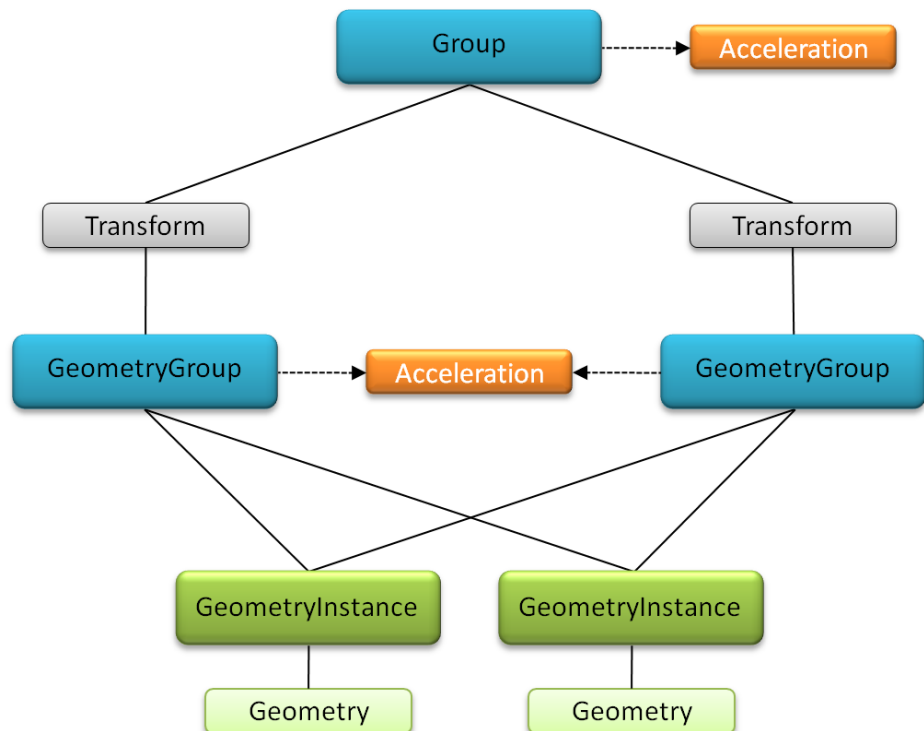 Group
Acceleration
Transform
Transform
GeometryGroup
Acceleration
GeometryGroup
GeometryInstance
GeometryInstance
Geometry
Geometry